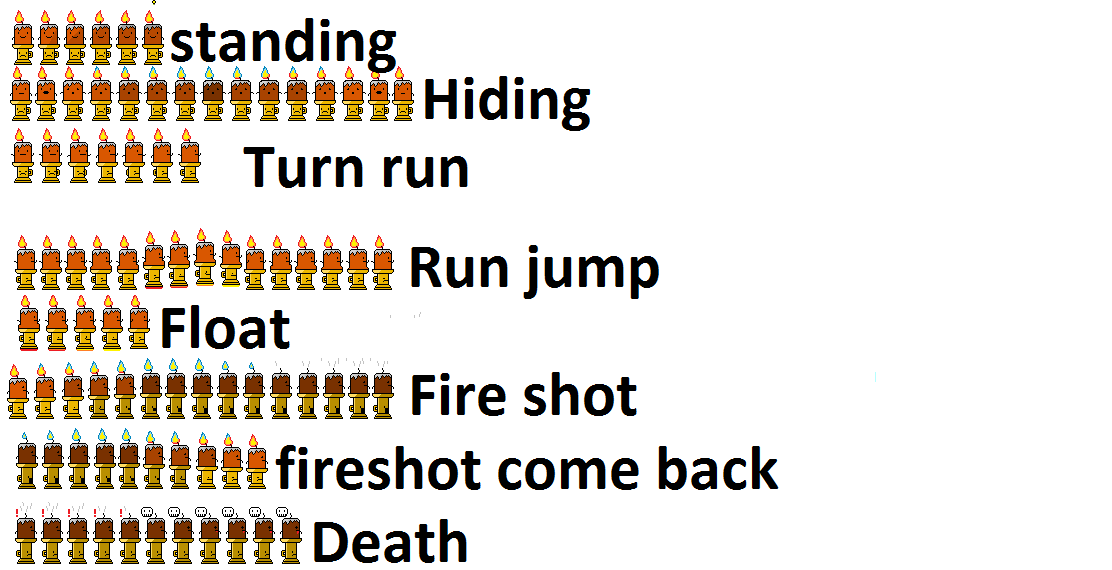 standing
Hiding
Turn run
Run jump
Float
Fire shot
fireshot come back
Death